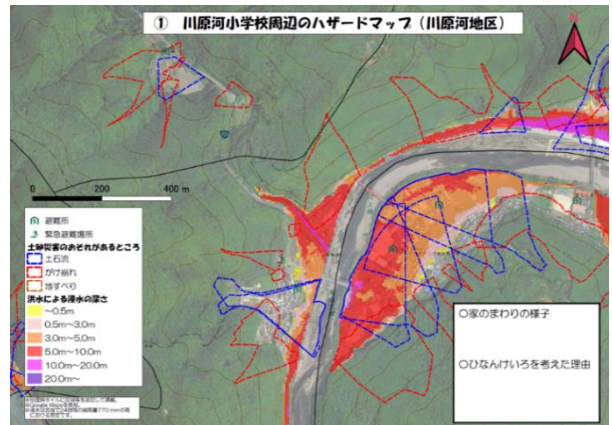 ① 川原河小学校周辺のハザードマップ（川原河地区）
N
0 200 400 m
避難所
緊急避難場所
土砂災害のおそれがあるところ
土石流
がけ崩れ
地すべり
洪水による浸水の深さ
～0.5m
0.5m～3.0m
3.0m～5.0m
5.0m～10.0m
10.0m～20.0m
20.0m～
○家のまわりの様子
○ひなんけいろを考えた理由